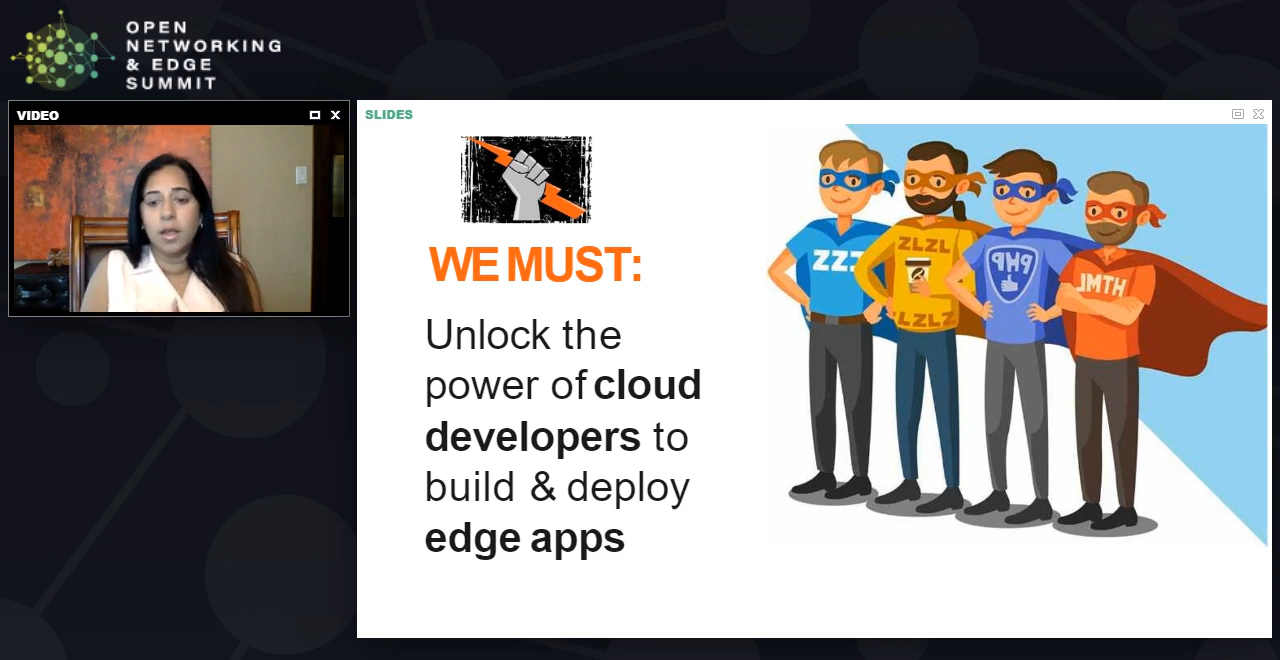 OPEN
NETWORKING
& EDGE
SUMMIT
VIDEO
SLIDES
WE MUST:
Unlock the
power of cloud
developers to
build & deploy
edge apps
ZLZL
PHP
JMTH
ZLZLZ